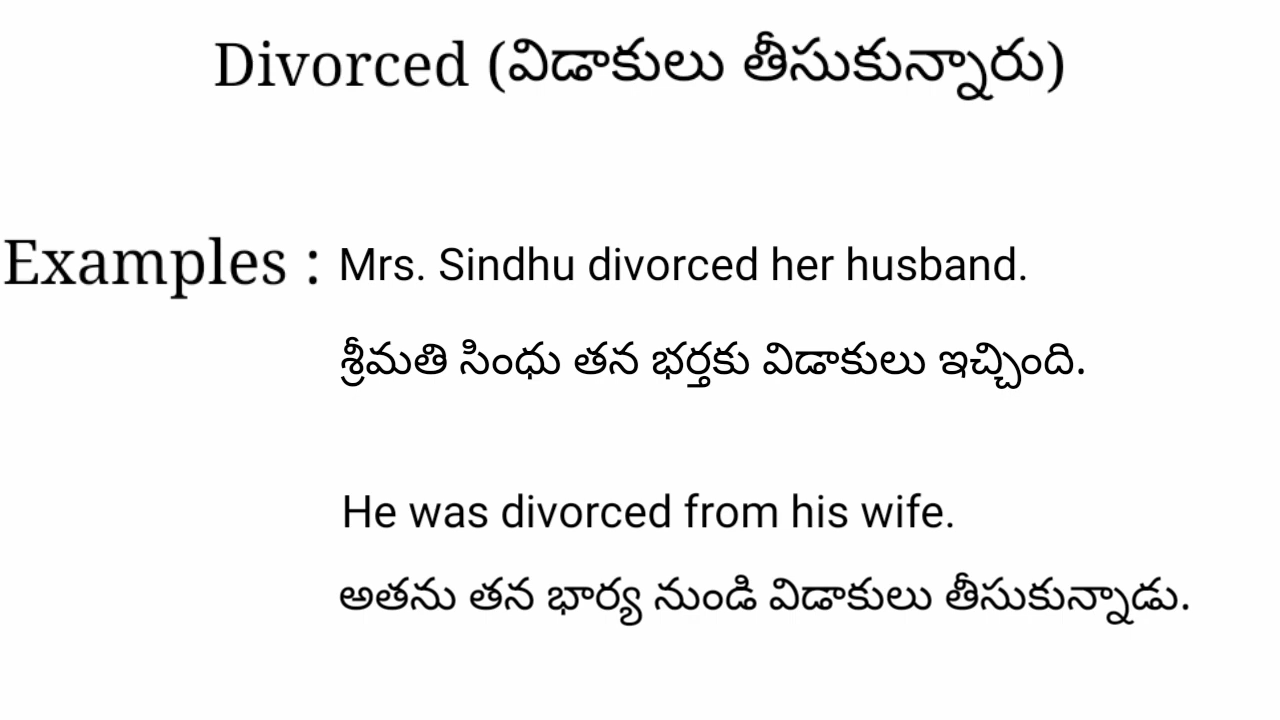 Divorced (విడాకులు తీసుకున్నారు)
Examples : Mrs. Sindhu divorced her husband.
శ్రీమతి సింధు తన భర్తకు విడాకులు ఇచ్చింది.
He was divorced from his wife.
అతను తన భార్య నుండి విడాకులు తీసుకున్నాడు.